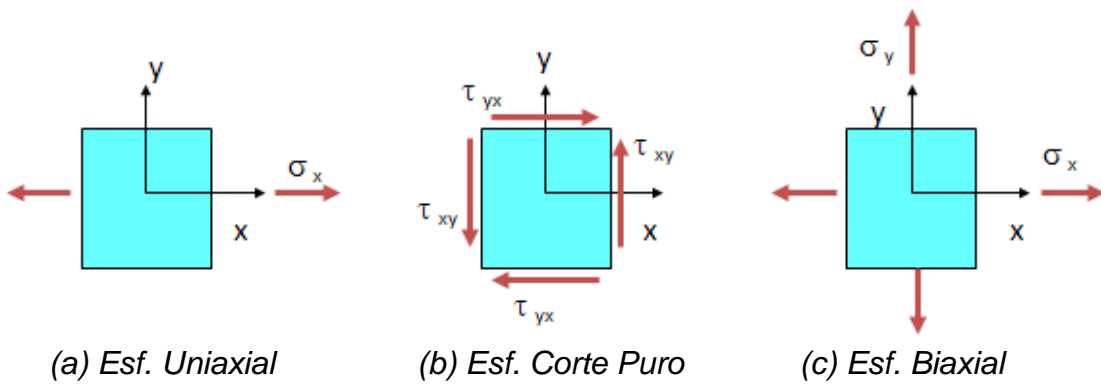 y
σ x
x
(a) Esf. Uniaxial
y
τ yx
τ xy
τ xy
x
τ yx
(b) Esf. Corte Puro
σ y
y
σ x
x
(c) Esf. Biaxial